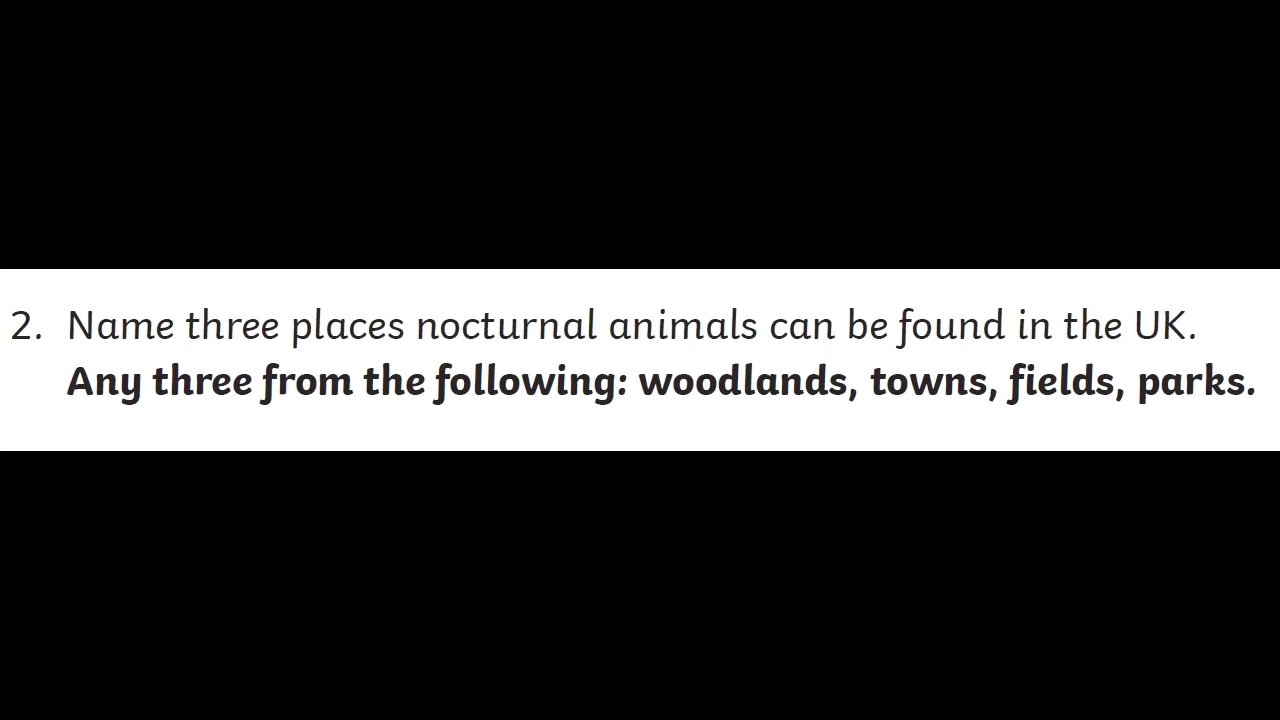 2. Name three places nocturnal animals can be found in the UK.
Any three from the following: woodlands, towns, fields, parks.